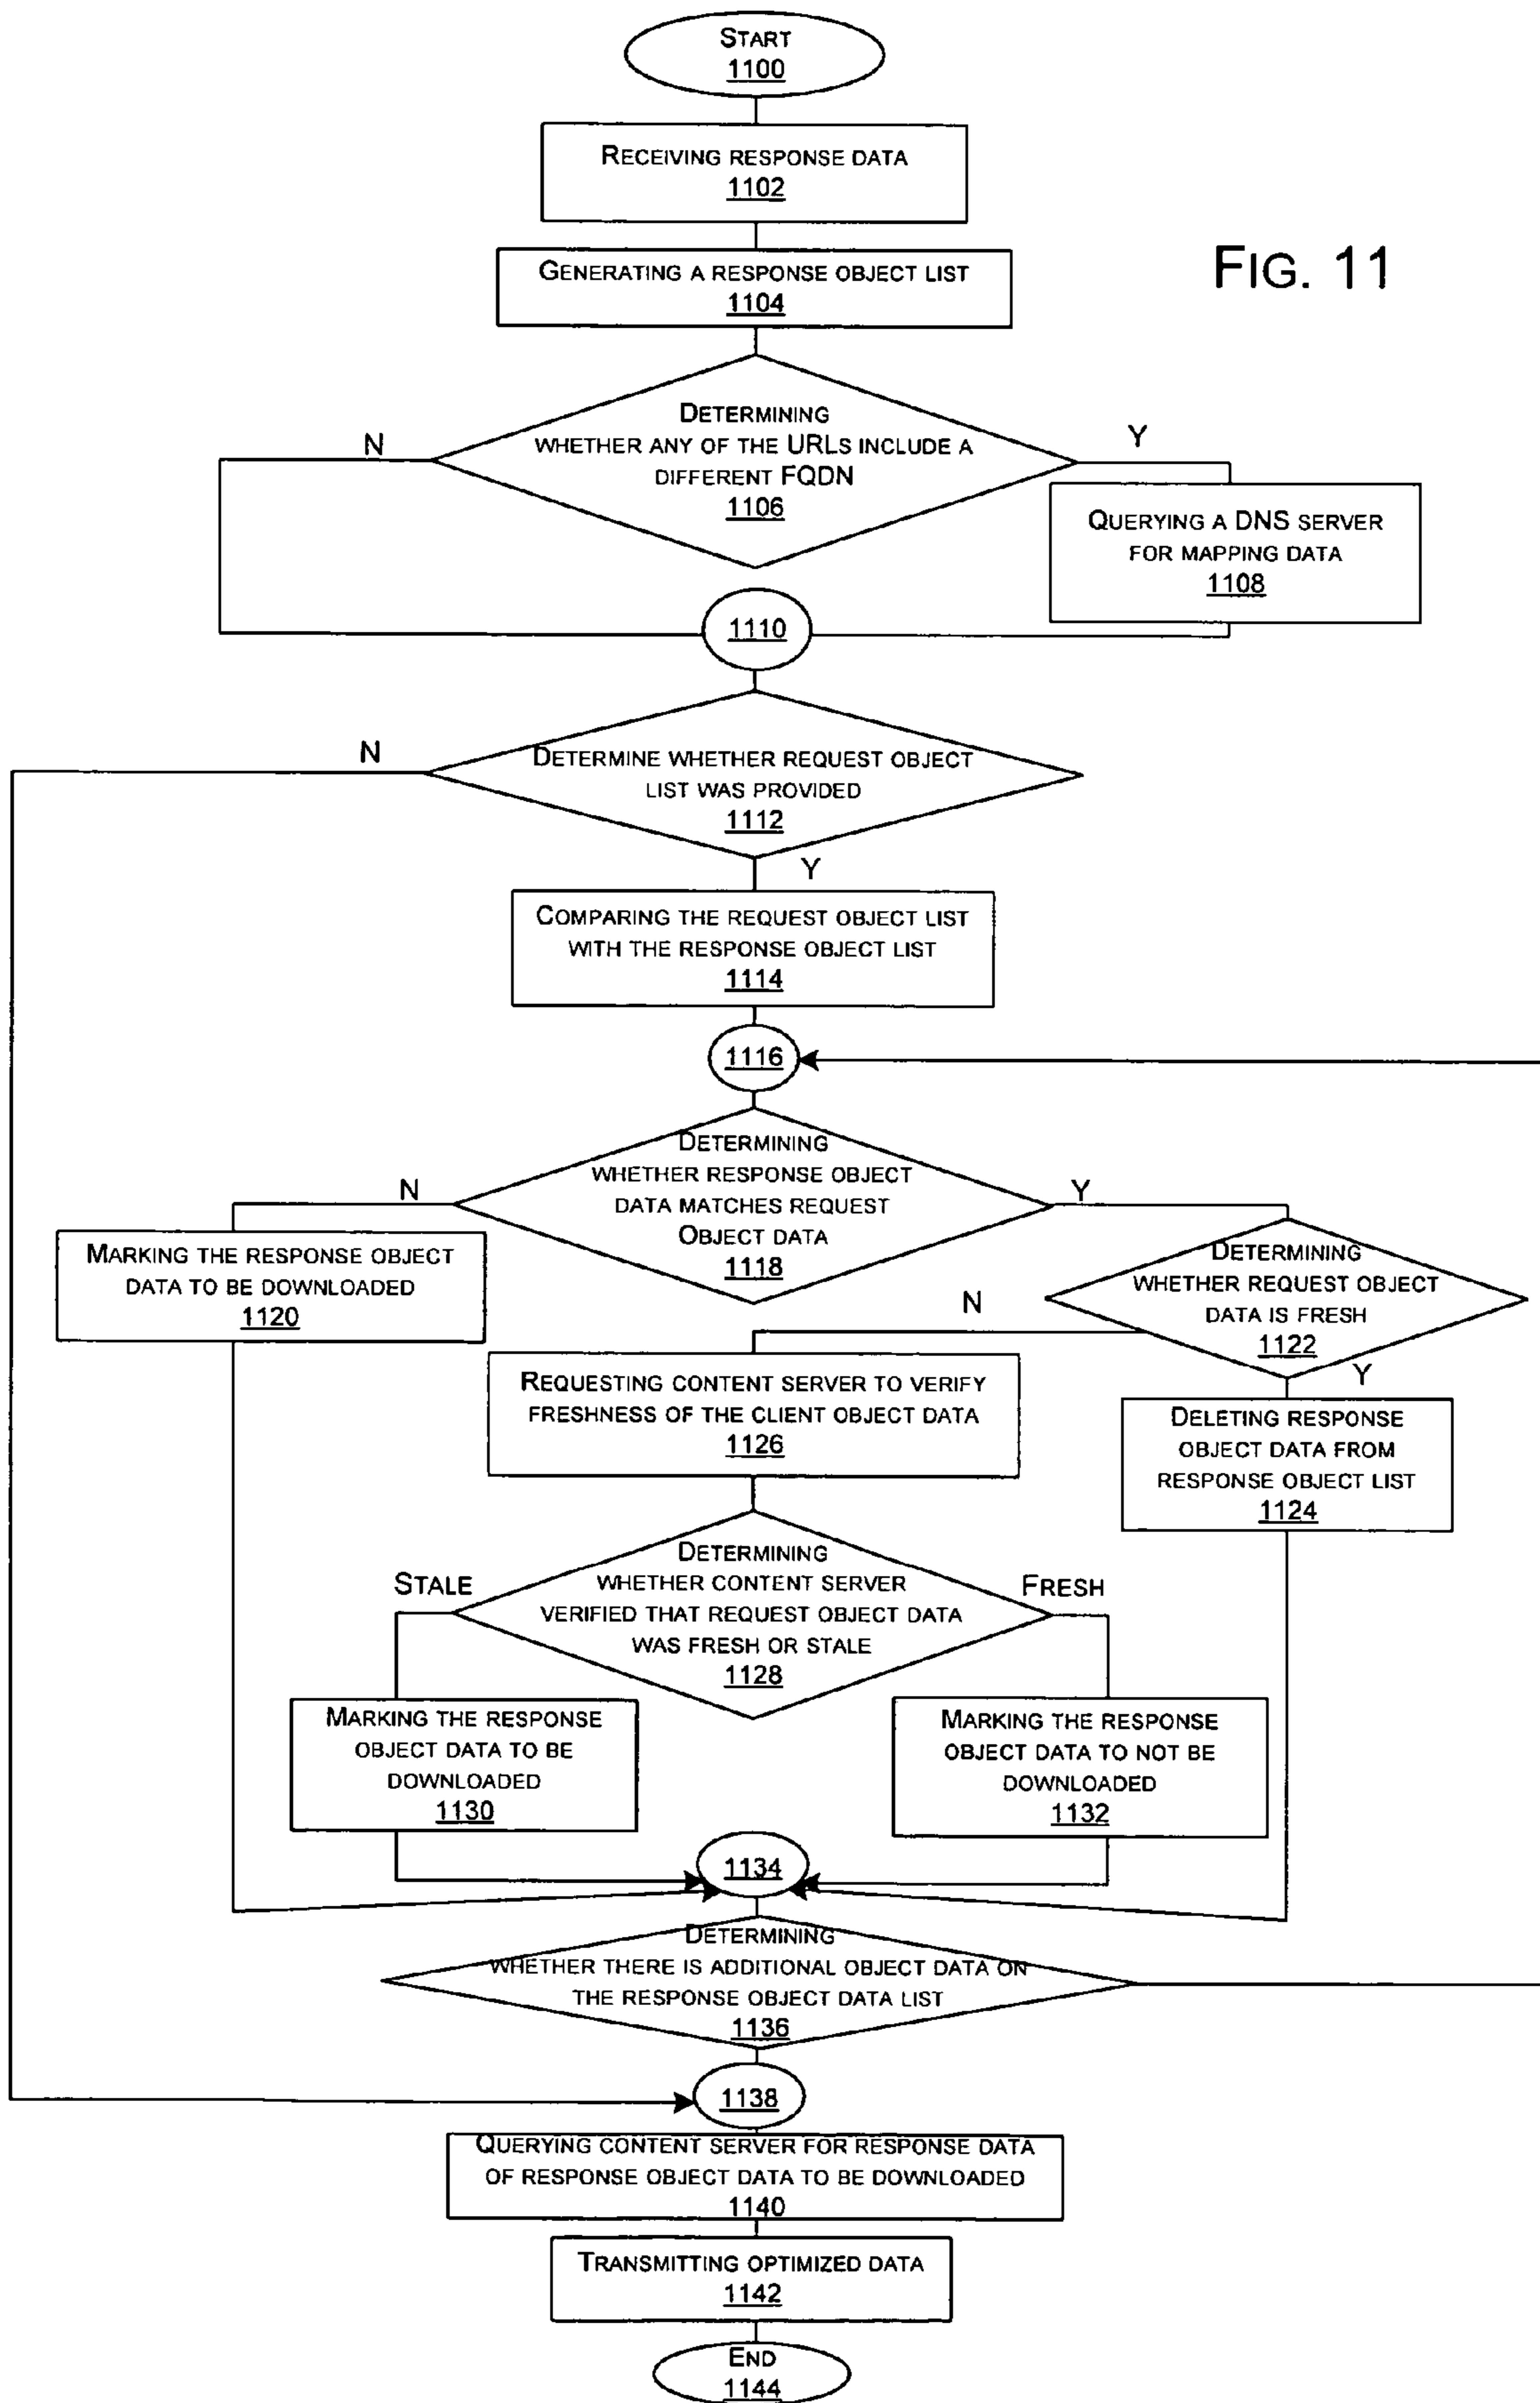 START
1100
RECEIVING RESPONSE DATA
1102
FIG. 11
GENERATING A RESPONSE OBJECT LIST
1104
DETERMINING
WHETHER ANY OF THE URLS INCLUDE A
DIFFERENT FQDN
1106
N
Y
QUERYING A DNS SERVER
FOR MAPPING DATA
1108
1110
DETERMINE WHETHER REQUEST OBJECT
LIST WAS PROVIDED
1112
N
Y
COMPARING THE REQUEST OBJECT LIST
WITH THE RESPONSE OBJECT LIST
1114
1116
DETERMINING
WHETHER RESPONSE OBJECT
DATA MATCHES REQUEST
OBJECT DATA
1118
N
Y
MARKING THE RESPONSE OBJECT
DATA TO BE DOWNLOADED
1120
DETERMINING
WHETHER REQUEST OBJECT
DATA IS FRESH
1122
N
Y
REQUESTING CONTENT SERVER TO VERIFY
FRESHNESS OF THE CLIENT OBJECT DATA
1126
DELETING RESPONSE
OBJECT DATA FROM
RESPONSE OBJECT LIST
1124
DETERMINING
WHETHER CONTENT SERVER
VERIFIED THAT REQUEST OBJECT DATA
WAS FRESH OR STALE
1128
STALE
FRESH
MARKING THE RESPONSE
OBJECT DATA TO BE
DOWNLOADED
1130
MARKING THE RESPONSE
OBJECT DATA TO NOT BE
DOWNLOADED
1132
1134
DETERMINING
WHETHER THERE IS ADDITIONAL OBJECT DATA ON
THE RESPONSE OBJECT DATA LIST
1136
1138
QUERYING CONTENT SERVER FOR RESPONSE DATA
OF RESPONSE OBJECT DATA TO BE DOWNLOADED
1140
TRANSMITTING OPTIMIZED DATA
1142
END
1144